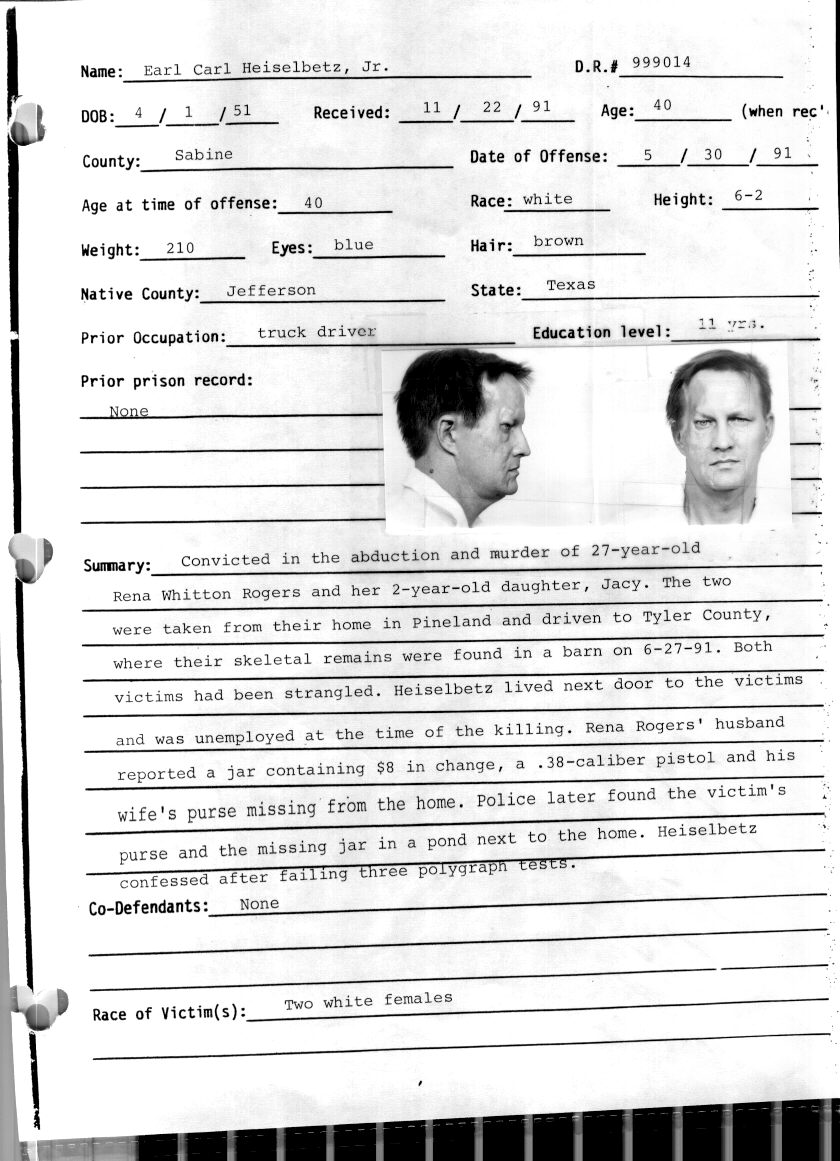 Name: Earl Carl Heiselbetz, Jr. D.R.# 999014
DOB: 4 / 1 / 51 Received: 11 / 22 / 91 Age: 40 (when rec'
County: Sabine Date of Offense: 5 / 30 / 91
Age at time of offense: 40 Race: white Height: 6-2
Weight: 210 Eyes: blue Hair: brown
Native County: Jefferson State: Texas
Prior Occupation: truck driver Education level: 11 yrs.
Prior prison record:
None
Summary: Convicted in the abduction and murder of 27-year-old
Rena Whitton Rogers and her 2-year-old daughter, Jacy. The two
were taken from their home in Pineland and driven to Tyler County,
where their skeletal remains were found in a barn on 6-27-91. Both
victims had been strangled. Heiselbetz lived next door to the victims
and was unemployed at the time of the killing. Rena Rogers' husband
reported a jar containing $8 in change, a .38-caliber pistol and his
wife's purse missing from the home. Police later found the victim's
purse and the missing jar in a pond next to the home. Heiselbetz
confessed after failing three polygraph tests.
Co-Defendants: None
Race of Victim(s): Two white females